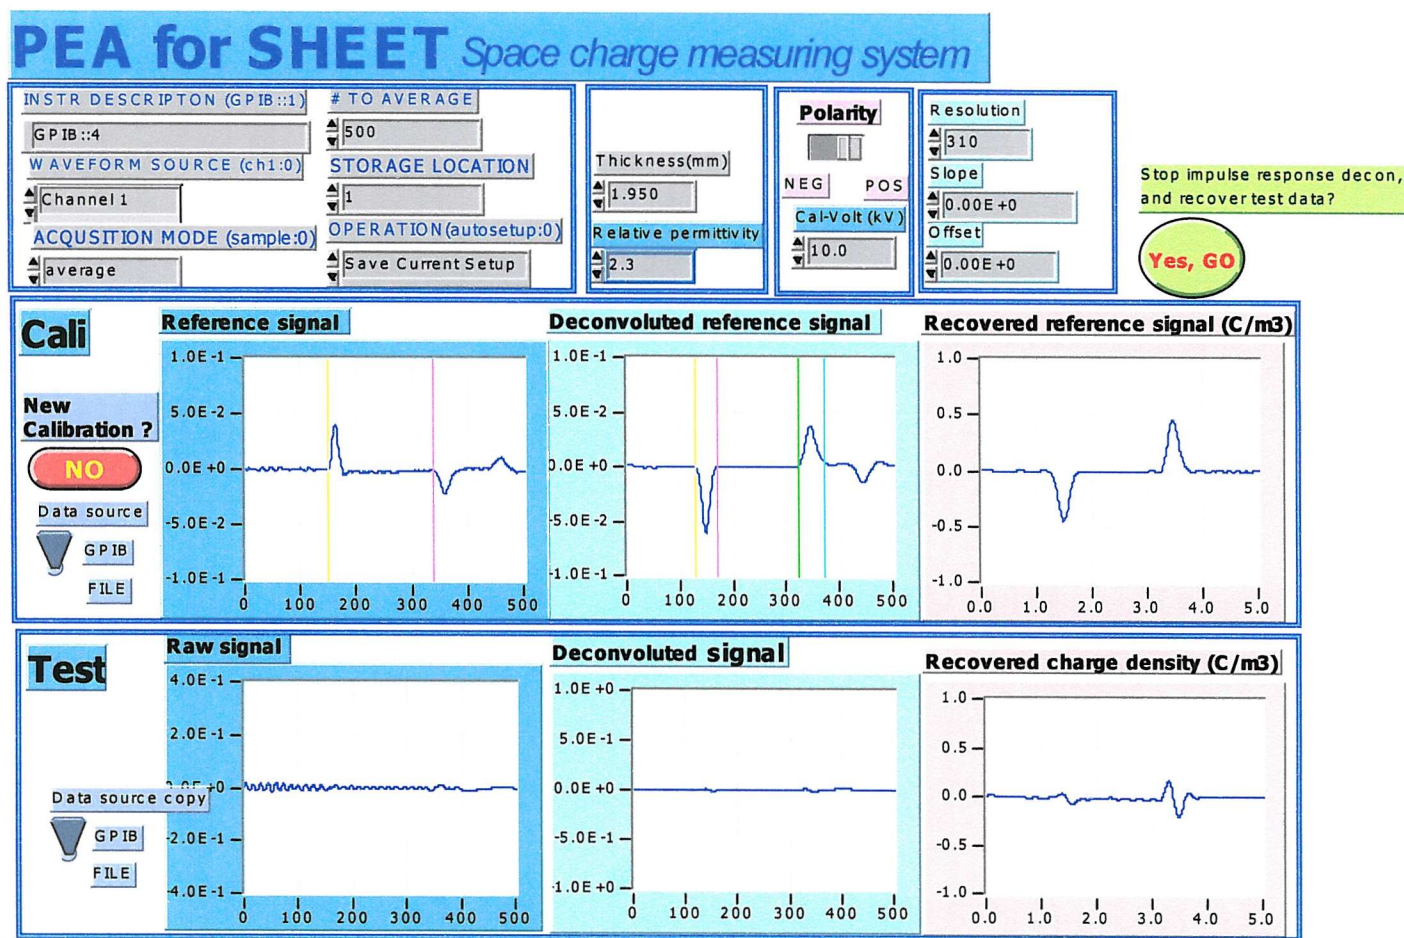 PEA for SHEET Space charge measuring system
INSTR DESCRIPTON (GPIB::1)
GPIB::4
WAVEFORM SOURCE (ch1:0)
Channel 1
ACQUSITION MODE (sample:0)
average
# TO AVERAGE
500
STORAGE LOCATION
1
OPERATION(autosetup:0)
Save Current Setup
Thickness(mm)
1.950
Relative permittivity
2.3
Polarity
NEG POS
Cal-Volt (kV)
10.0
Resolution
310
Slope
0.00E+0
Offset
0.00E+0
Stop impulse response decon,
and recover test data?
Yes, GO
Cali
New
Calibration ?
NO
Data source
GPIB
FILE
Reference signal
1.0E-1
5.0E-2
0.0E+0
-5.0E-2
-1.0E-1
0 100 200 300 400 500
Deconvoluted reference signal
1.0E-1
5.0E-2
0.0E+0
-5.0E-2
-1.0E-1
0 100 200 300 400 500
Recovered reference signal (C/m3)
1.0
0.5
0.0
-0.5
-1.0
0.0 1.0 2.0 3.0 4.0 5.0
Test
Data source copy
GPIB
FILE
Raw signal
4.0E-1
2.0E-1
0.0E+0
-2.0E-1
-4.0E-1
0 100 200 300 400 500
Deconvoluted signal
1.0E+0
5.0E-1
0.0E+0
-5.0E-1
-1.0E+0
0 100 200 300 400 500
Recovered charge density (C/m3)
1.0
0.5
0.0
-0.5
-1.0
0.0 1.0 2.0 3.0 4.0 5.0